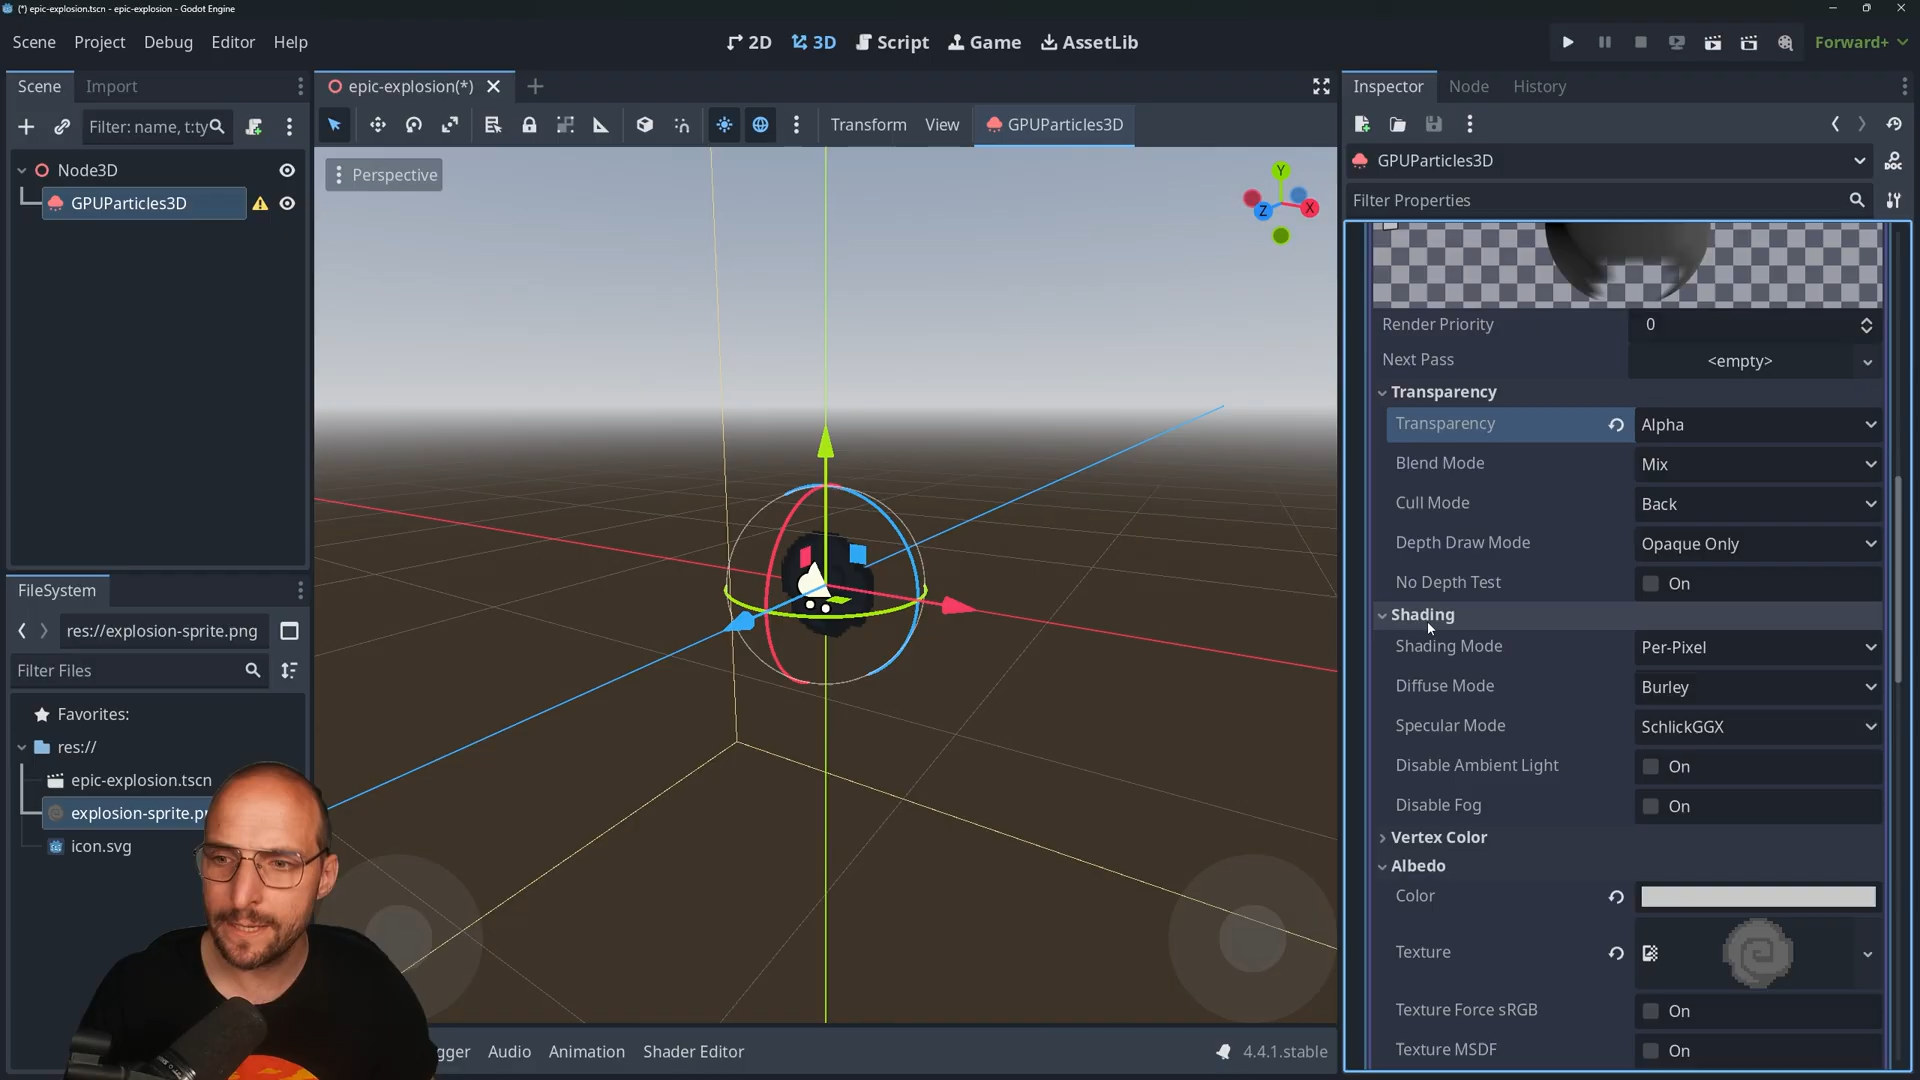 (*) epic-explosion.tscn - epic-explosion - Godot Engine
Scene Project Debug Editor Help
2D 3D Script Game AssetLib
Forward+
Scene Import
Filter: name, t:ty
Node3D
GPUParticles3D
epic-explosion(*)
Transform View GPUParticles3D
Perspective
Y
X
Z
FileSystem
res://explosion-sprite.png
Filter Files
Favorites:
res://
epic-explosion.tscn
explosion-sprite.p
icon.svg
gger Audio Animation Shader Editor
4.4.1.stable
Inspector Node History
GPUParticles3D
DOC
Filter Properties
Render Priority 0
Next Pass <empty>
Transparency
Transparency Alpha
Blend Mode Mix
Cull Mode Back
Depth Draw Mode Opaque Only
No Depth Test On
Shading
Shading Mode Per-Pixel
Diffuse Mode Burley
Specular Mode SchlickGGX
Disable Ambient Light On
Disable Fog On
Vertex Color
Albedo
Color
Texture
Texture Force sRGB On
Texture MSDF On